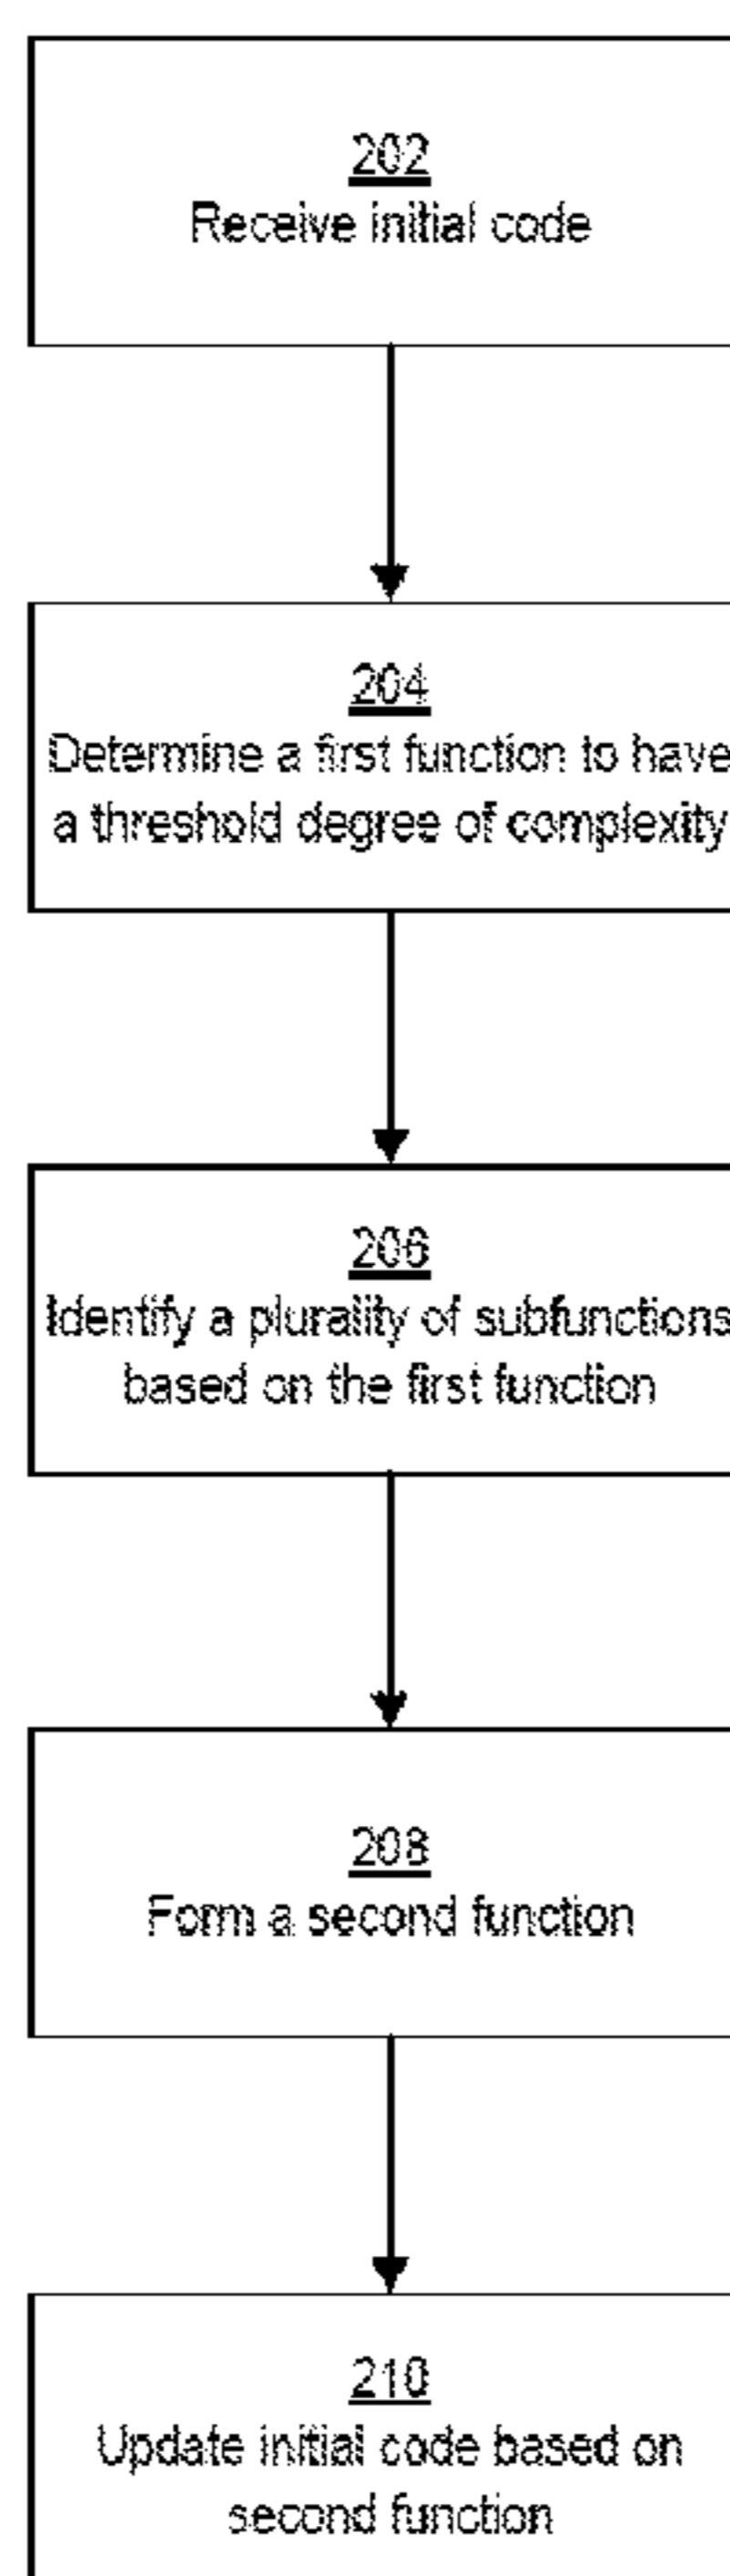 202
Receive initial code
204
Determine a first function to have
a threshold degree of complexity
206
Identify a plurality of subfunctions
based on the first function
208
Form a second function
210
Update initial code based on
second function